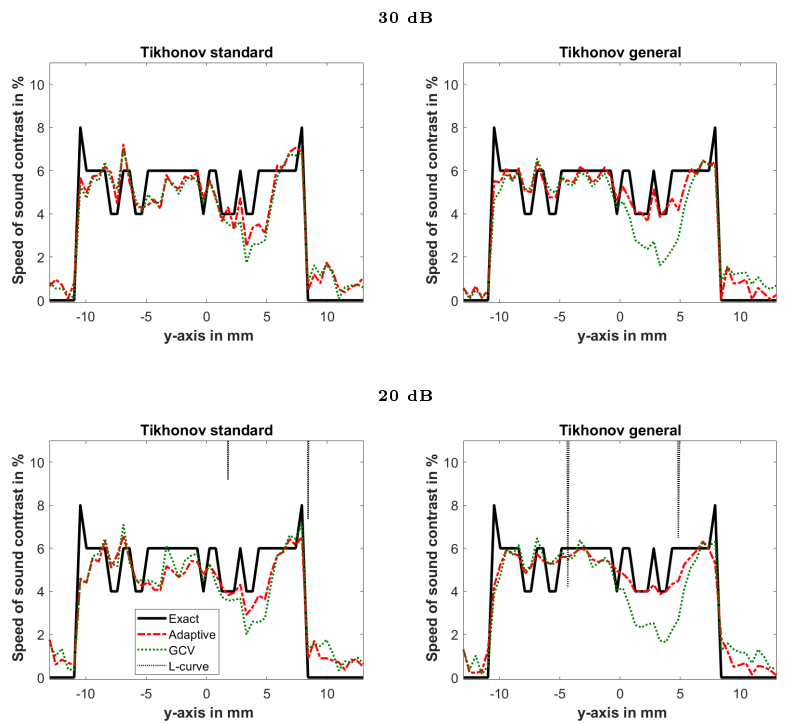 30 dB
Tikhonov standard
Speed of sound contrast in %
10
8
6
4
2
0
-10 -5 0 5 10
y-axis in mm
Tikhonov general
Speed of sound contrast in %
10
8
6
4
2
0
-10 -5 0 5 10
y-axis in mm
20 dB
Tikhonov standard
Speed of sound contrast in %
10
8
6
4
2
0
Exact
Adaptive
GCV
L-curve
-10 -5 0 5 10
y-axis in mm
Tikhonov general
Speed of sound contrast in %
10
8
6
4
2
0
-10 -5 0 5 10
y-axis in mm